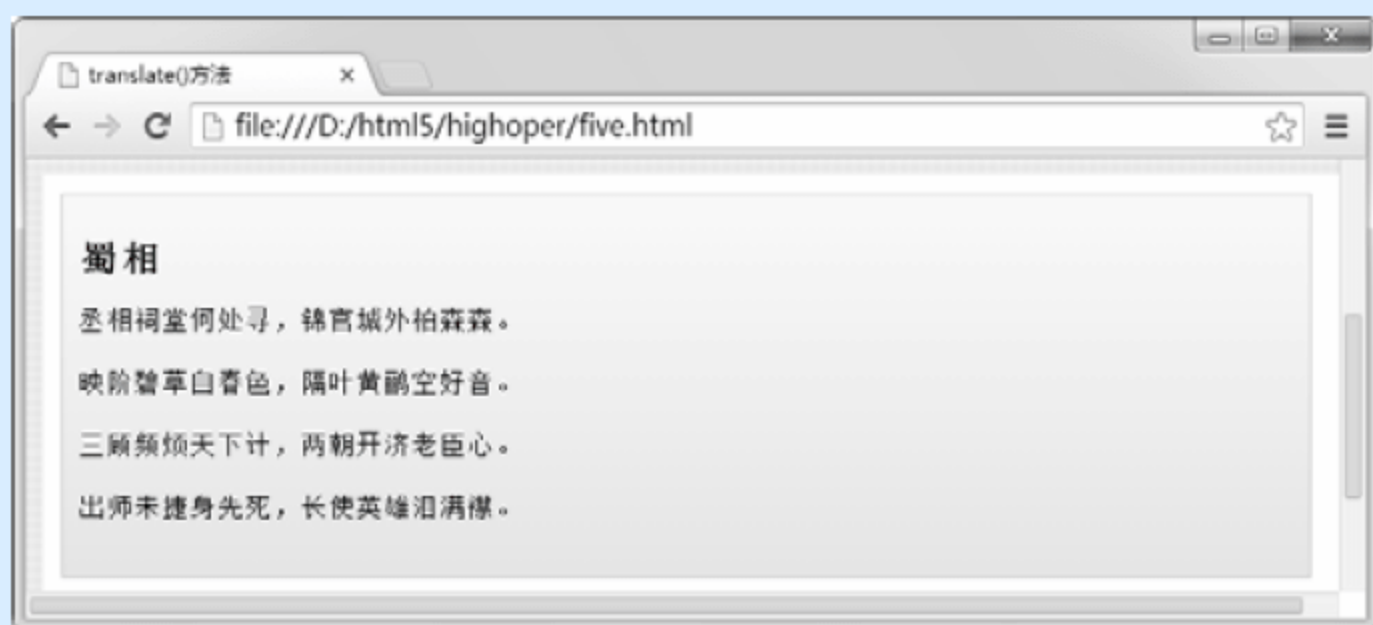 translate()方法
file:///D:/html5/highoper/five.html
蜀相
丞相祠堂何处寻，锦官城外柏森森。
映阶碧草自春色，隔叶黄鹂空好音。
三顾频烦天下计，两朝开济老臣心。
出师未捷身先死，长使英雄泪满襟。